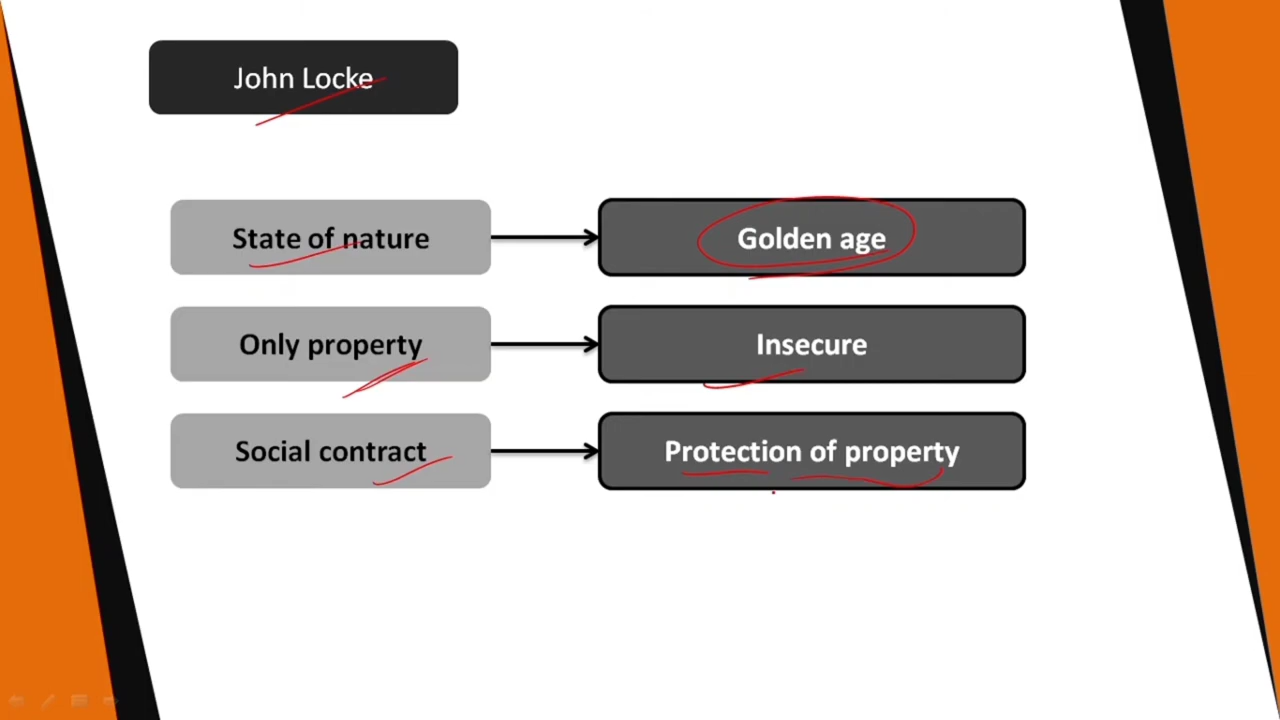 John Locke
State of nature
Golden age
Only property
Insecure
Social contract
Protection of property